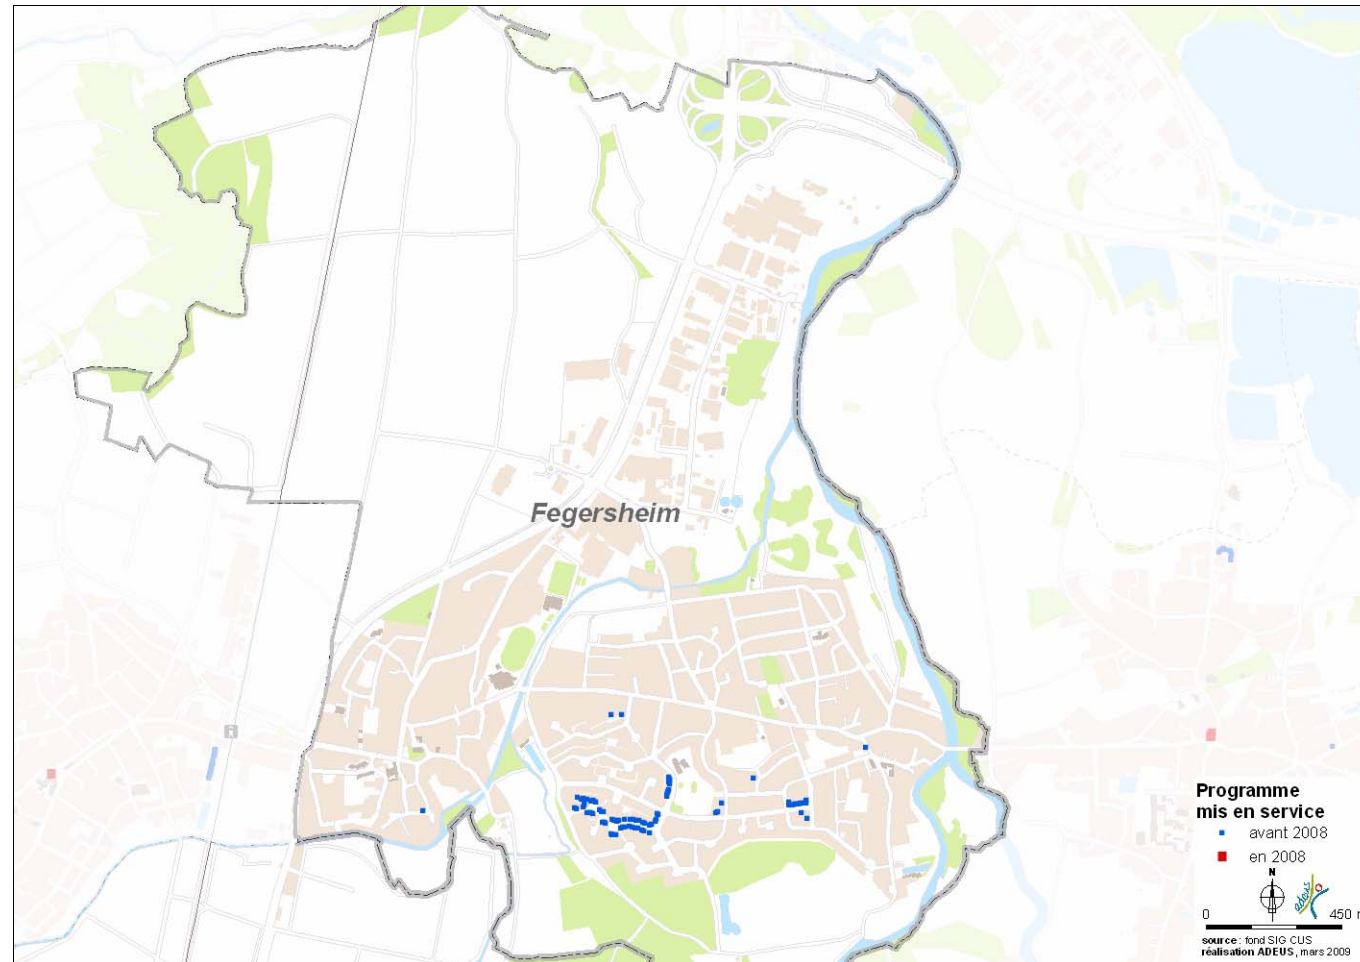 Fegersheim
Programme
mis en service
avant 2008
en 2008
N
adeus
0 450 m
source : fond SIG CUS
réalisation ADEUS, mars 2009